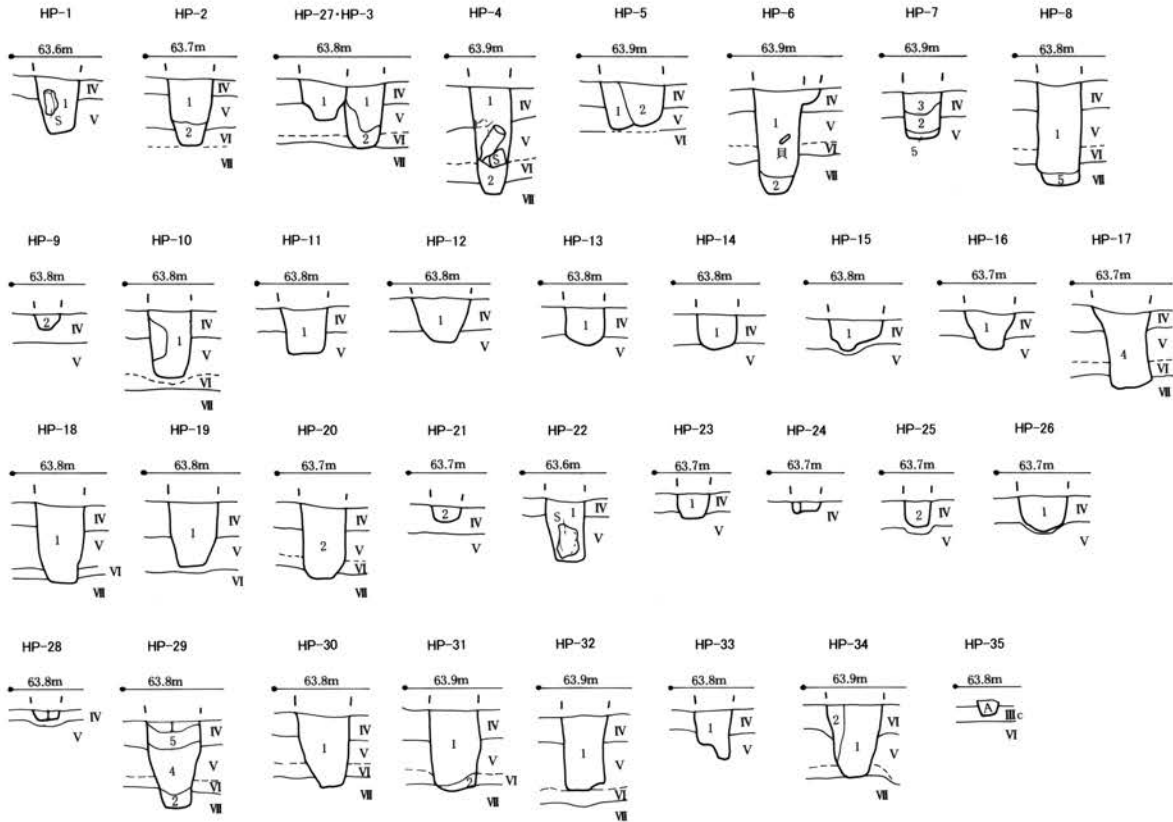 HP-1 HP-2 HP-27・HP-3 HP-4 HP-5 HP-6 HP-7 HP-8
63.6m 63.7m 63.8m 63.9m 63.9m 63.9m 63.9m 63.8m
1 S Ⅳ Ⅴ
1 2 Ⅳ Ⅴ Ⅵ Ⅶ
1 1 2 Ⅳ Ⅴ Ⅵ Ⅶ
1 S 2 Ⅳ Ⅴ Ⅵ Ⅶ
1 2 Ⅳ Ⅴ
1 貝 2 Ⅳ Ⅴ Ⅵ Ⅶ
3 2 5 Ⅳ Ⅴ
1 5 Ⅳ Ⅴ Ⅵ Ⅶ
HP-9 HP-10 HP-11 HP-12 HP-13 HP-14 HP-15 HP-16 HP-17
63.8m 63.8m 63.8m 63.8m 63.8m 63.8m 63.8m 63.7m 63.7m
2 Ⅳ Ⅴ
1 Ⅳ Ⅴ Ⅵ Ⅶ
1 Ⅳ Ⅴ
1 Ⅳ Ⅴ
1 Ⅳ Ⅴ
1 Ⅳ Ⅴ
1 Ⅳ Ⅴ
1 Ⅳ Ⅴ
4 Ⅳ Ⅴ Ⅵ Ⅶ
HP-18 HP-19 HP-20 HP-21 HP-22 HP-23 HP-24 HP-25 HP-26
63.8m 63.8m 63.7m 63.7m 63.6m 63.7m 63.7m 63.7m 63.7m
1 Ⅳ Ⅴ Ⅵ Ⅶ
1 Ⅳ Ⅴ Ⅵ
2 Ⅳ Ⅴ Ⅵ Ⅶ
2 Ⅳ Ⅴ
S 1 Ⅳ Ⅴ
1 Ⅳ Ⅴ
Ⅳ
2 Ⅳ Ⅴ
1 Ⅳ Ⅴ
HP-28 HP-29 HP-30 HP-31 HP-32 HP-33 HP-34 HP-35
63.8m 63.8m 63.8m 63.9m 63.9m 63.8m 63.9m 63.8m
Ⅳ Ⅴ
5 4 2 Ⅳ Ⅴ Ⅵ Ⅶ
1 Ⅳ Ⅴ Ⅵ Ⅶ
1 2 Ⅳ Ⅴ Ⅵ Ⅶ
1 Ⅳ Ⅴ Ⅵ Ⅶ
1 Ⅳ Ⅴ
2 1 Ⅵ Ⅴ Ⅶ
A Ⅲc Ⅵ